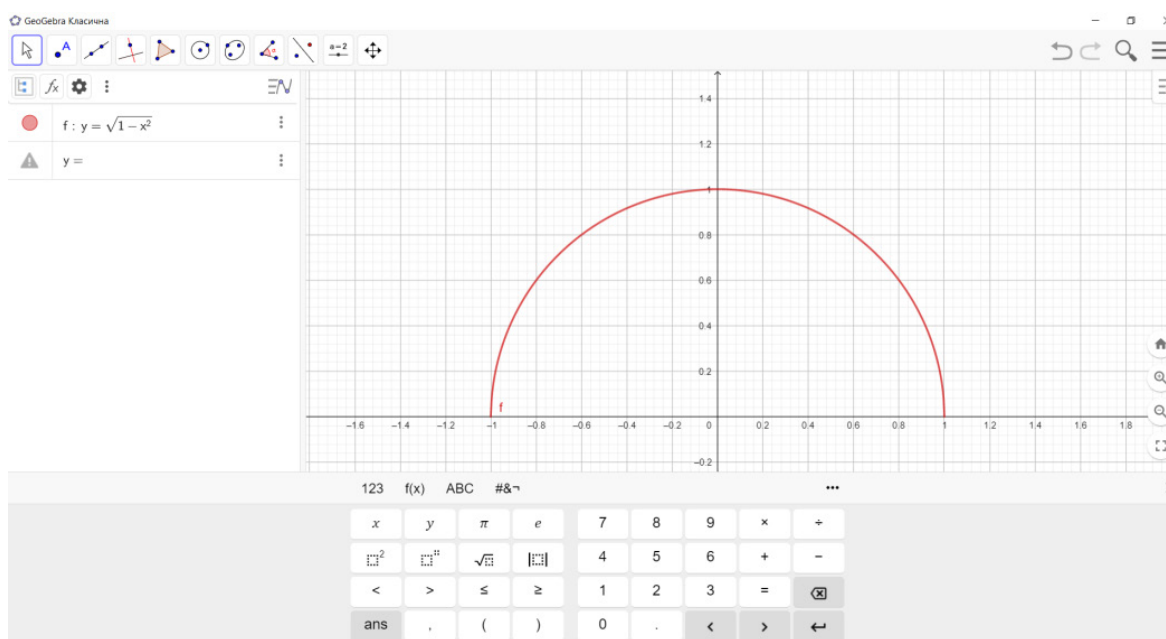 GeoGebra Класична
A
α
a=2
fx
f : y = √1 − x²
y =
1.4
1.2
1
0.8
0.6
0.4
0.2
−0.2
f
−1.6 −1.4 −1.2 −1 −0.8 −0.6 −0.4 −0.2 0 0.2 0.4 0.6 0.8 1 1.2 1.4 1.6 1.8
123 f(x) ABC #&¬
x y π e 7 8 9 × ÷
² √ 4 5 6 + −
< > ≤ ≥ 1 2 3 =
ans , ( ) 0 . < >